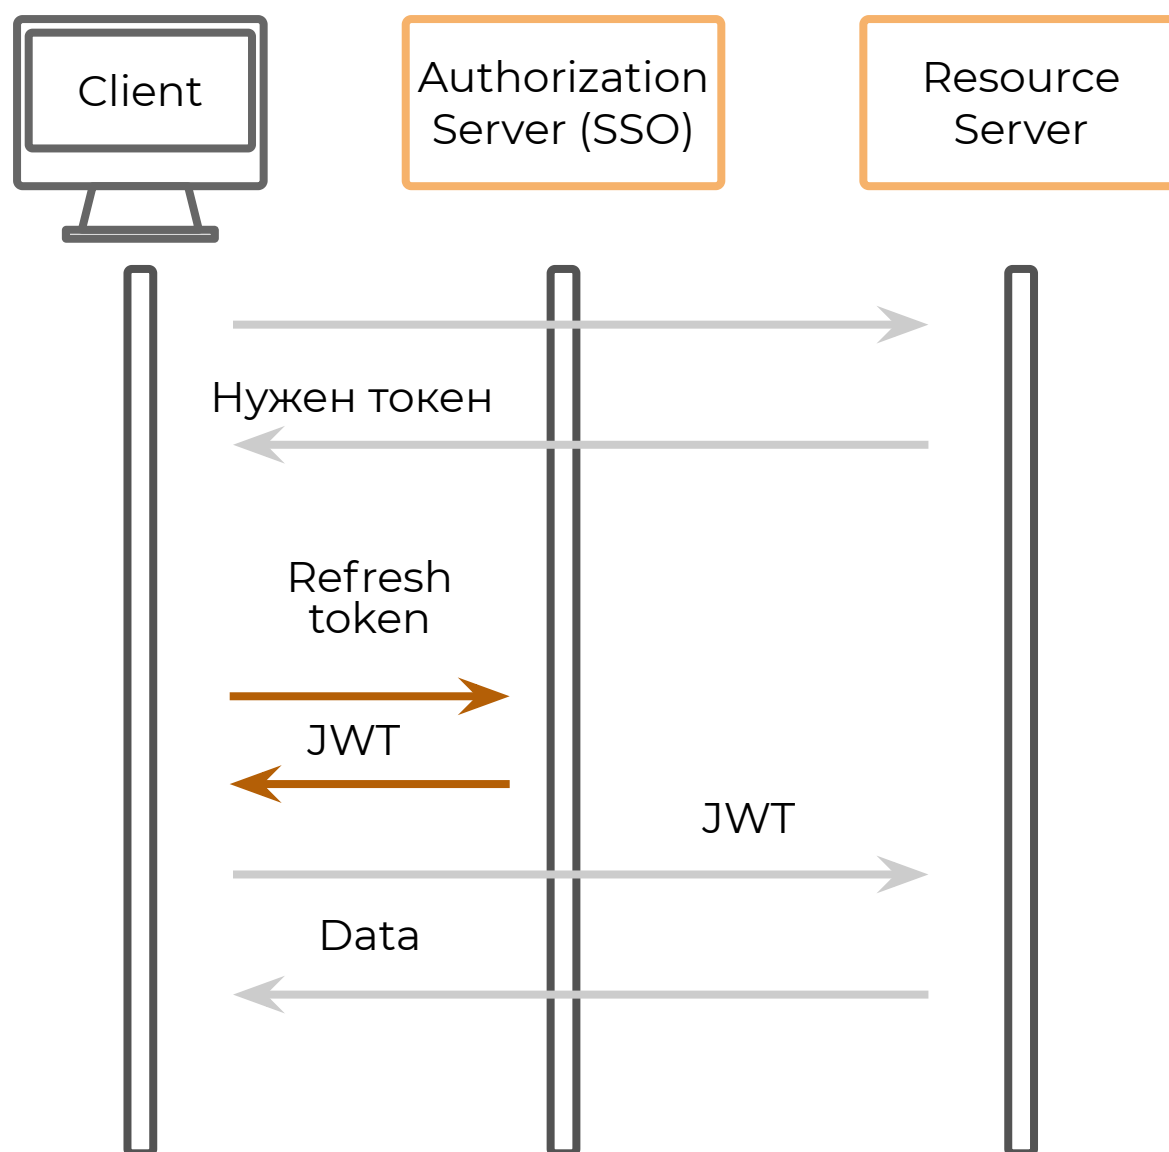 Client
Authorization
Server (SSO)
Resource
Server
Нужен токен
Refresh
token
JWT
JWT
Data